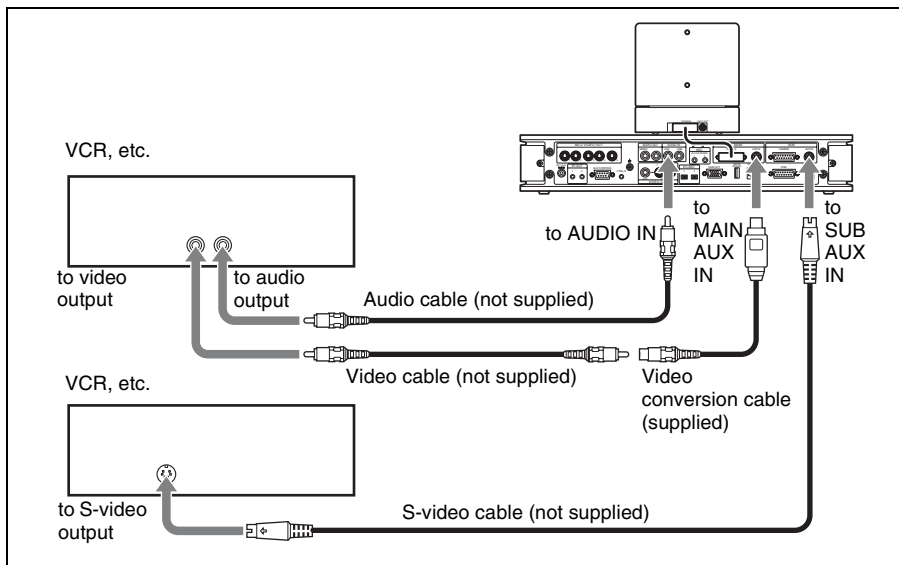 VCR, etc.
to video
output
to audio
output
to AUDIO IN
to
MAIN
AUX
IN
to
SUB
AUX
IN
Audio cable (not supplied)
Video cable (not supplied)
Video
conversion cable
(supplied)
VCR, etc.
to S-video
output
S-video cable (not supplied)